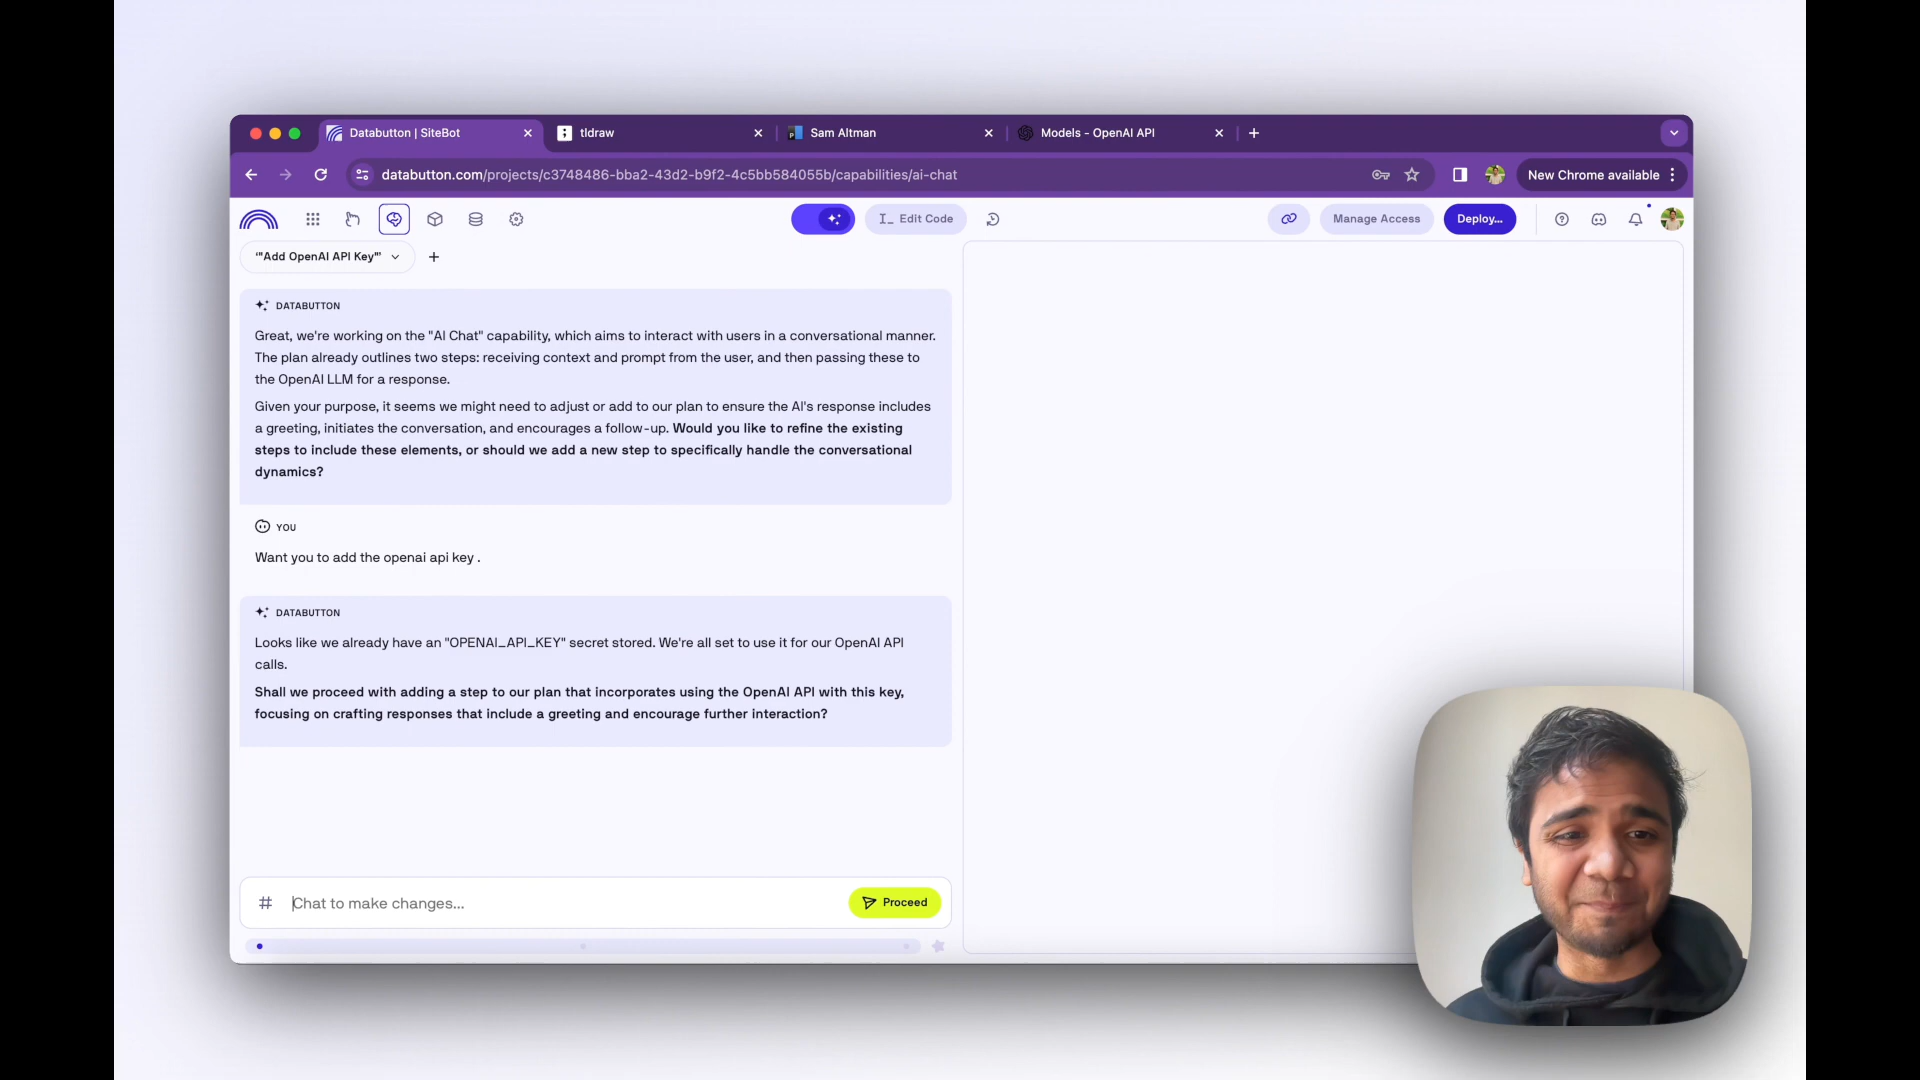 Databutton | SiteBot
tldraw
Sam Altman
Models - OpenAI API
databutton.com/projects/c3748486-bba2-43d2-b9f2-4c5bb584055b/capabilities/ai-chat
New Chrome available
Edit Code
Manage Access
Deploy...
'"Add OpenAI API Key"'
DATABUTTON
Great, we're working on the "AI Chat" capability, which aims to interact with users in a conversational manner.
The plan already outlines two steps: receiving context and prompt from the user, and then passing these to
the OpenAI LLM for a response.
Given your purpose, it seems we might need to adjust or add to our plan to ensure the AI's response includes
a greeting, initiates the conversation, and encourages a follow-up. Would you like to refine the existing
steps to include these elements, or should we add a new step to specifically handle the conversational
dynamics?
YOU
Want you to add the openai api key .
DATABUTTON
Looks like we already have an "OPENAI_API_KEY" secret stored. We're all set to use it for our OpenAI API
calls.
Shall we proceed with adding a step to our plan that incorporates using the OpenAI API with this key,
focusing on crafting responses that include a greeting and encourage further interaction?
Chat to make changes...
Proceed